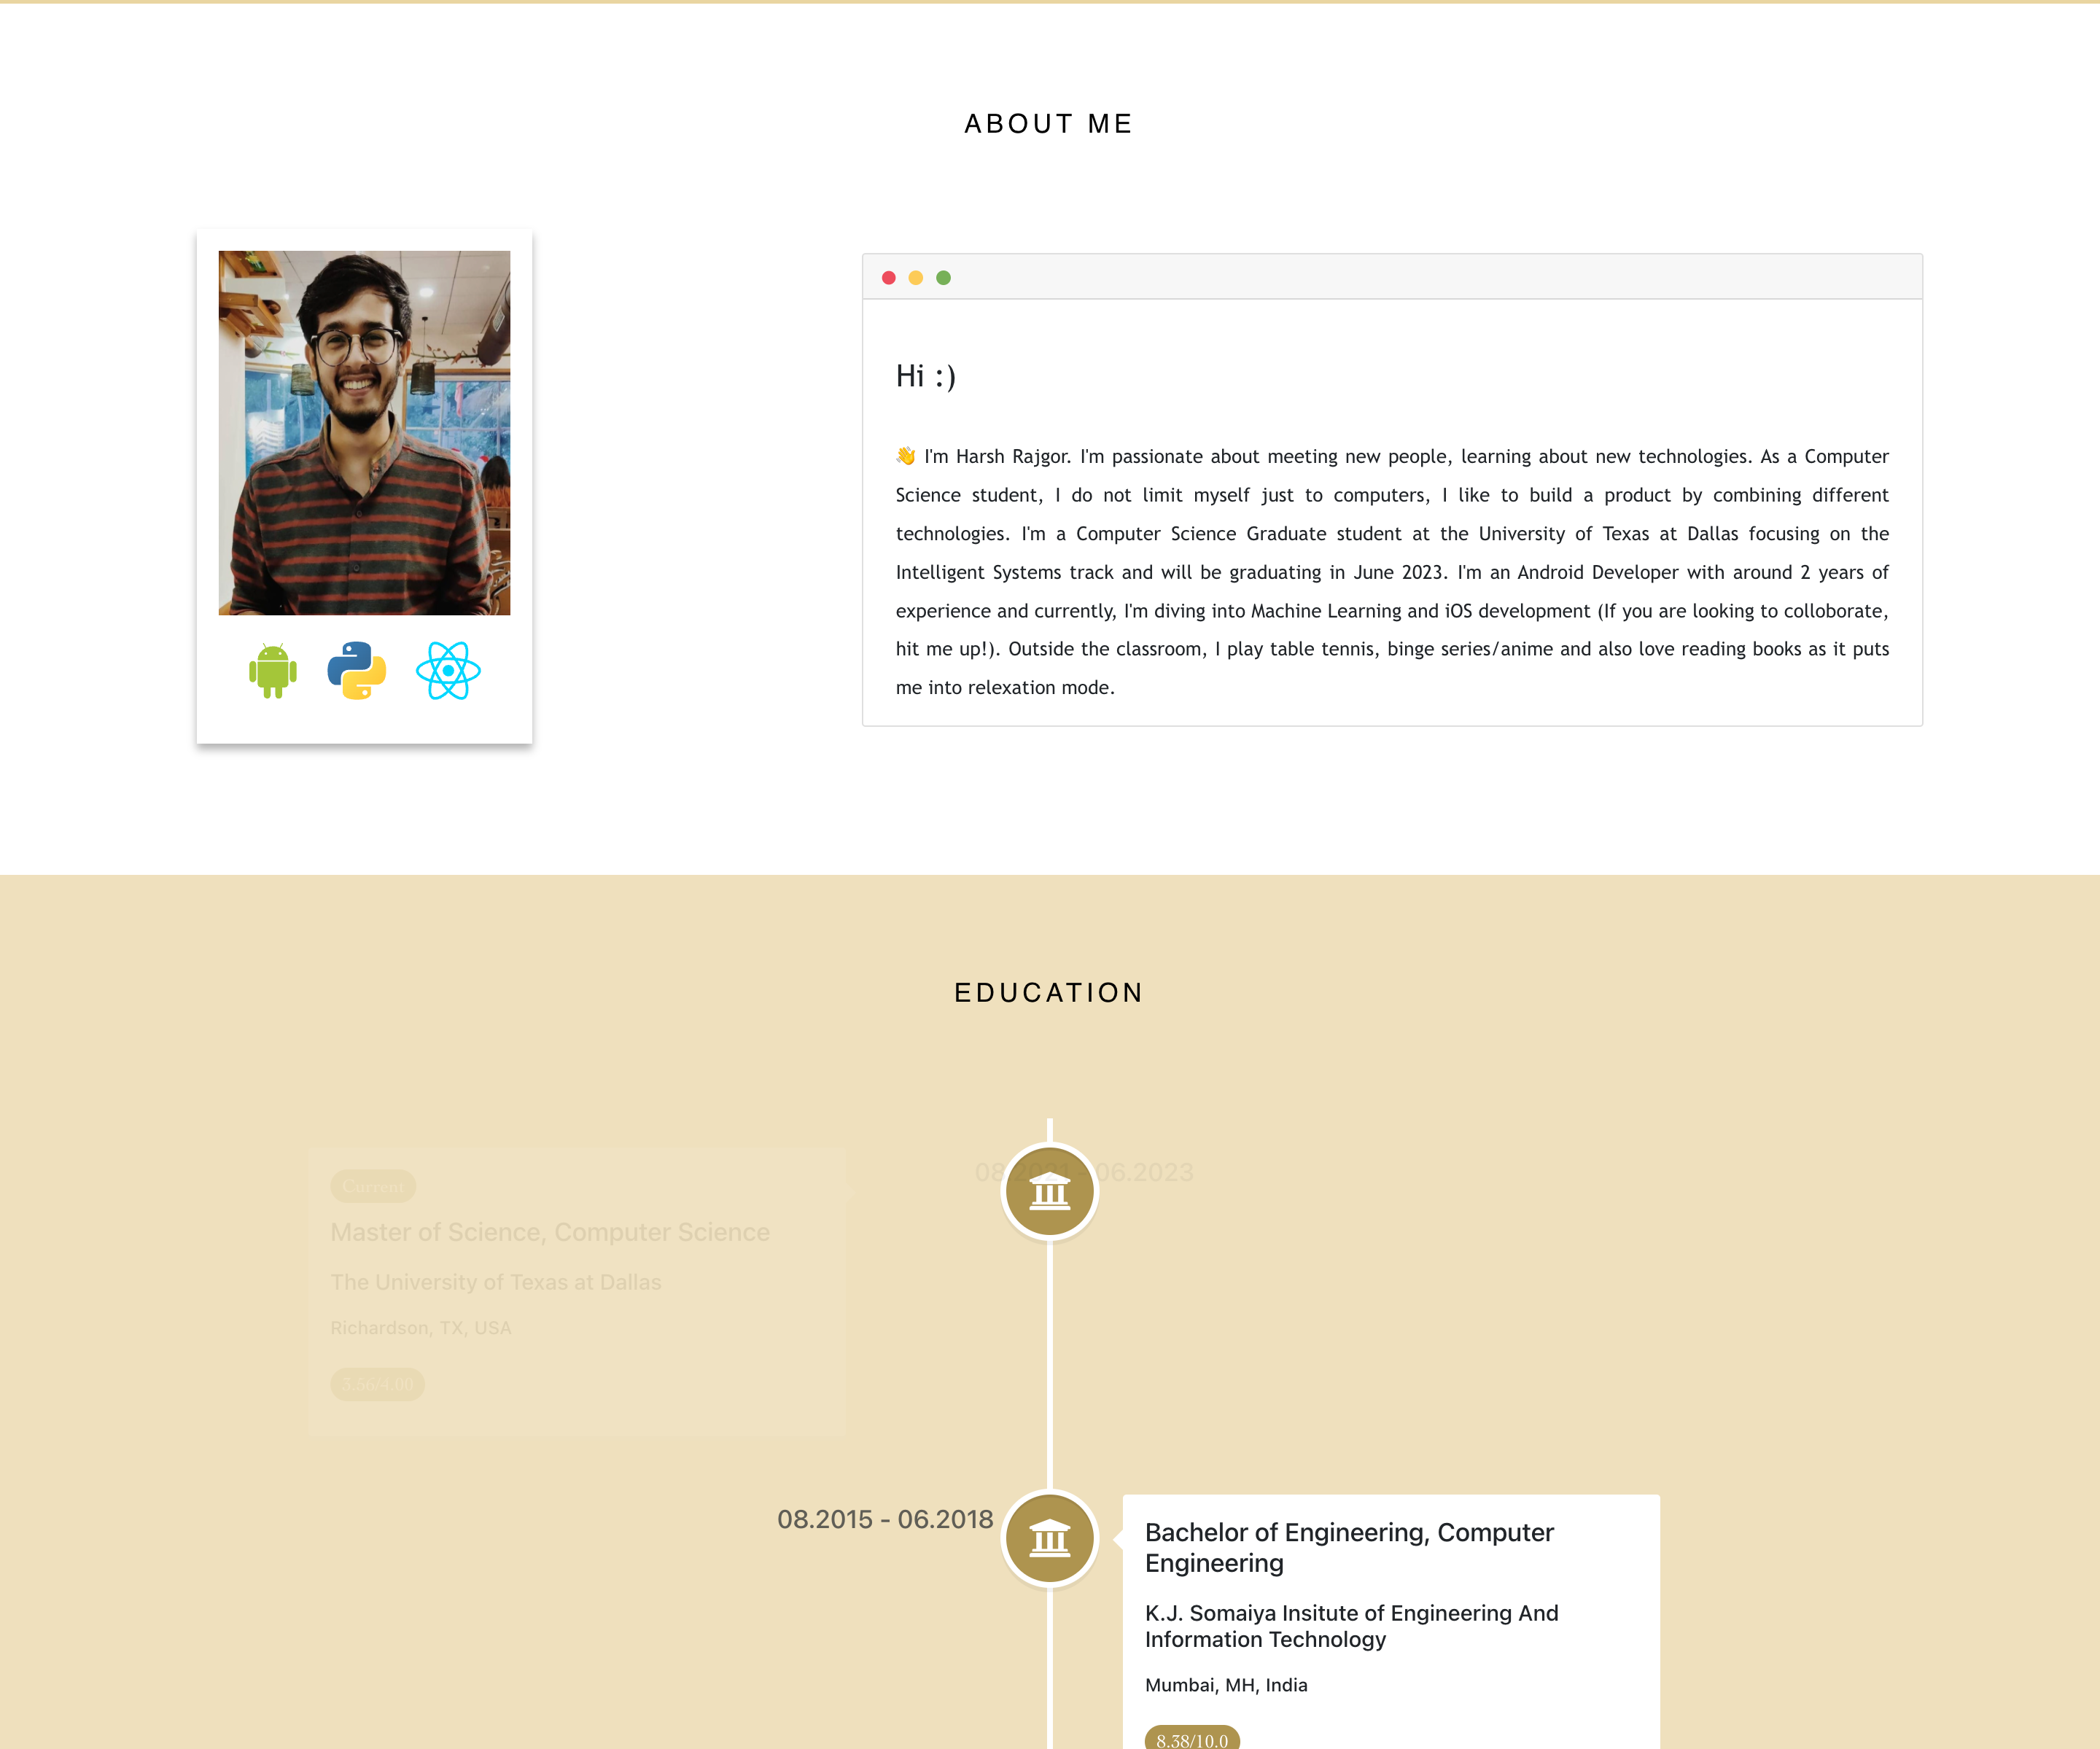 ABOUT ME
Hi :)
👋 I'm Harsh Rajgor. I'm passionate about meeting new people, learning about new technologies. As a Computer
Science student, I do not limit myself just to computers, I like to build a product by combining different
technologies. I'm a Computer Science Graduate student at the University of Texas at Dallas focusing on the
Intelligent Systems track and will be graduating in June 2023. I'm an Android Developer with around 2 years of
experience and currently, I'm diving into Machine Learning and iOS development (If you are looking to colloborate,
hit me up!). Outside the classroom, I play table tennis, binge series/anime and also love reading books as it puts
me into relexation mode.
EDUCATION
08.2021 - 06.2023
Current
Master of Science, Computer Science
The University of Texas at Dallas
Richardson, TX, USA
3.56/4.00
08.2015 - 06.2018
Bachelor of Engineering, Computer
Engineering
K.J. Somaiya Insitute of Engineering And
Information Technology
Mumbai, MH, India
8.38/10.0